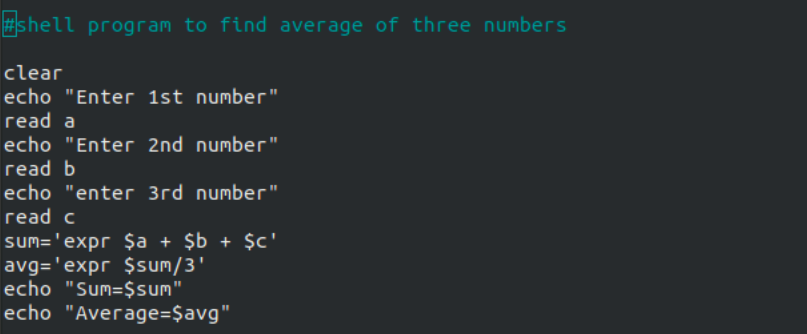 #shell program to find average of three numbers
clear
echo "Enter 1st number"
read a
echo "Enter 2nd number"
read b
echo "enter 3rd number"
read c
sum='expr $a + $b + $c'
avg='expr $sum/3'
echo "Sum=$sum"
echo "Average=$avg"